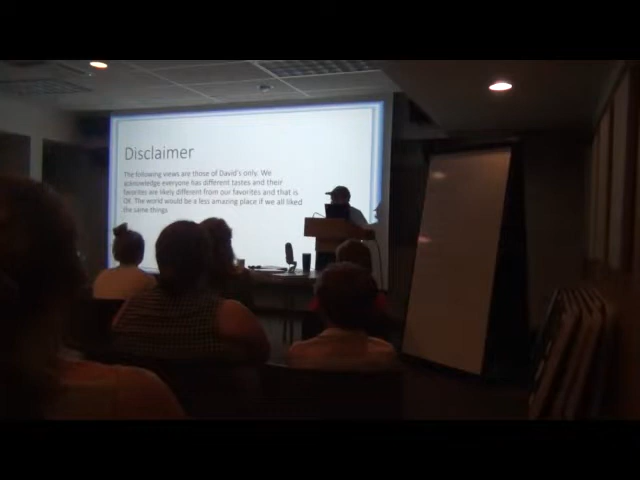 Disclaimer
The following views are those of David's only. We
acknowledge everyone has different tastes and their
favorites are likely different from our favorites and that is
OK. The world would be a less amazing place if we all liked
the same things